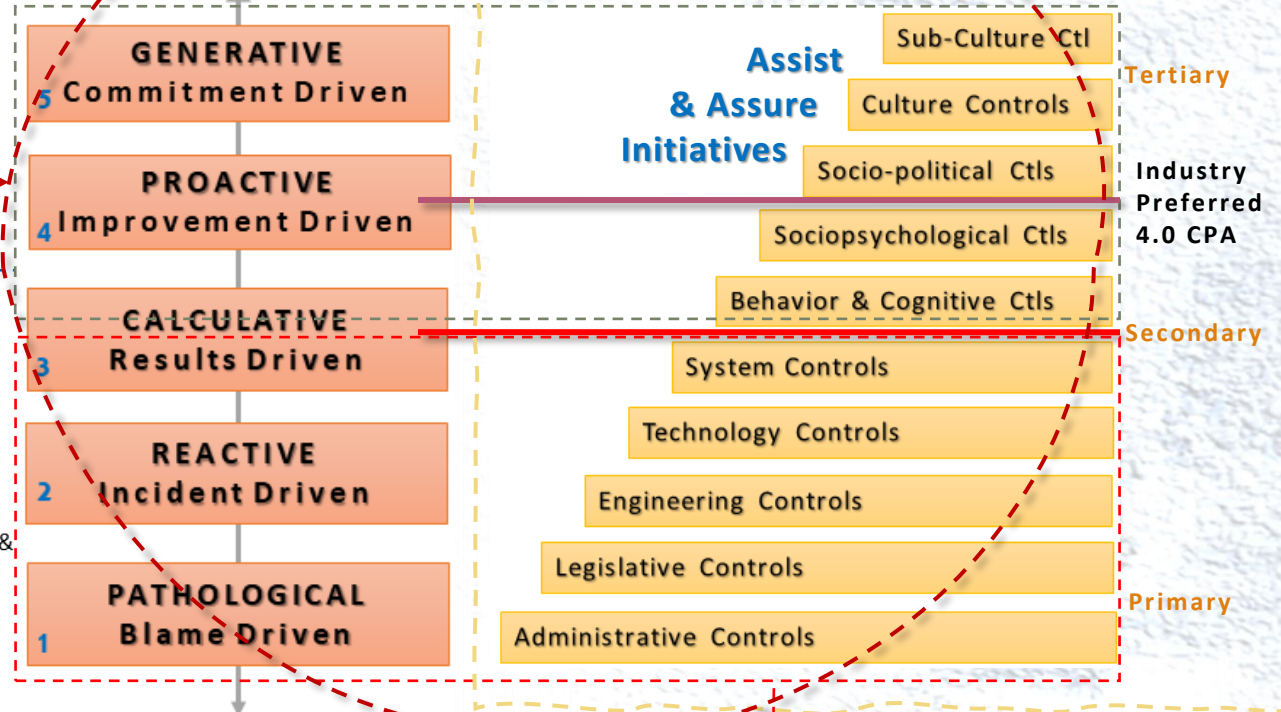 GENERATIVE
5 Commitment Driven
PROACTIVE
4 Improvement Driven
CALCULATIVE
3 Results Driven
REACTIVE
2 Incident Driven
&
PATHOLOGICAL
1 Blame Driven
Assist
& Assure
Initiatives
Sub-Culture Ctl
Culture Controls
Socio-political Ctls
Sociopsychological Ctls
Behavior & Cognitive Ctls
System Controls
Technology Controls
Engineering Controls
Legislative Controls
Administrative Controls
Tertiary
Industry
Preferred
4.0 CPA
Secondary
Primary